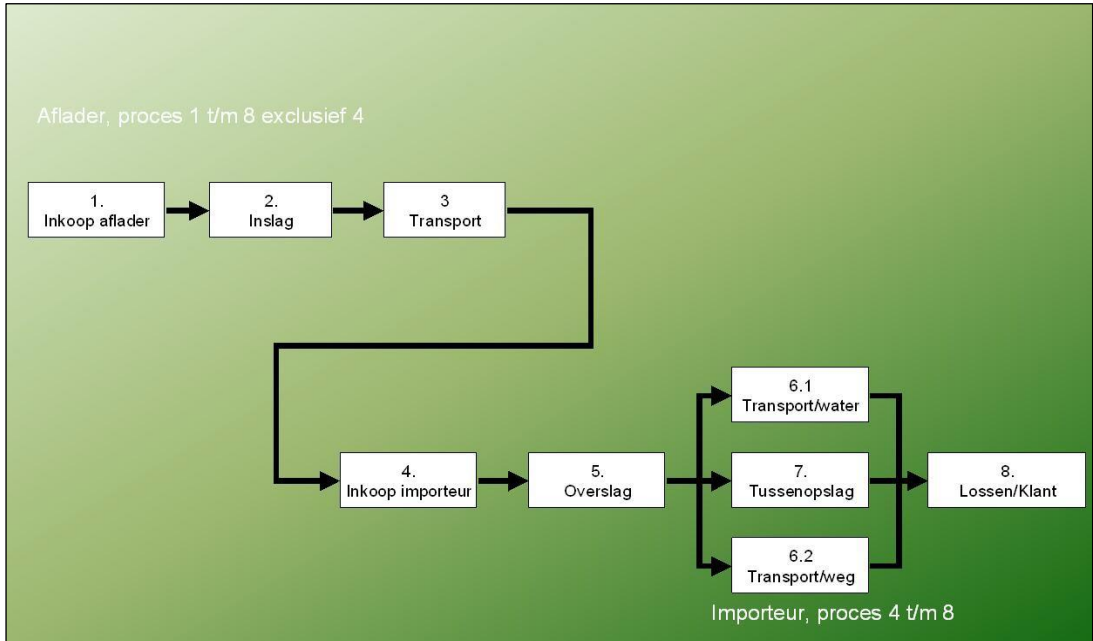 Aflader, proces 1 t/m 8 exclusief 4
1.
Inkoop aflader
2.
Inslag
3
Transport
4.
Inkoop importeur
5.
Overslag
6.1
Transport/water
7.
Tussenopslag
6.2
Transport/weg
8.
Lossen/Klant
Importeur, proces 4 t/m 8